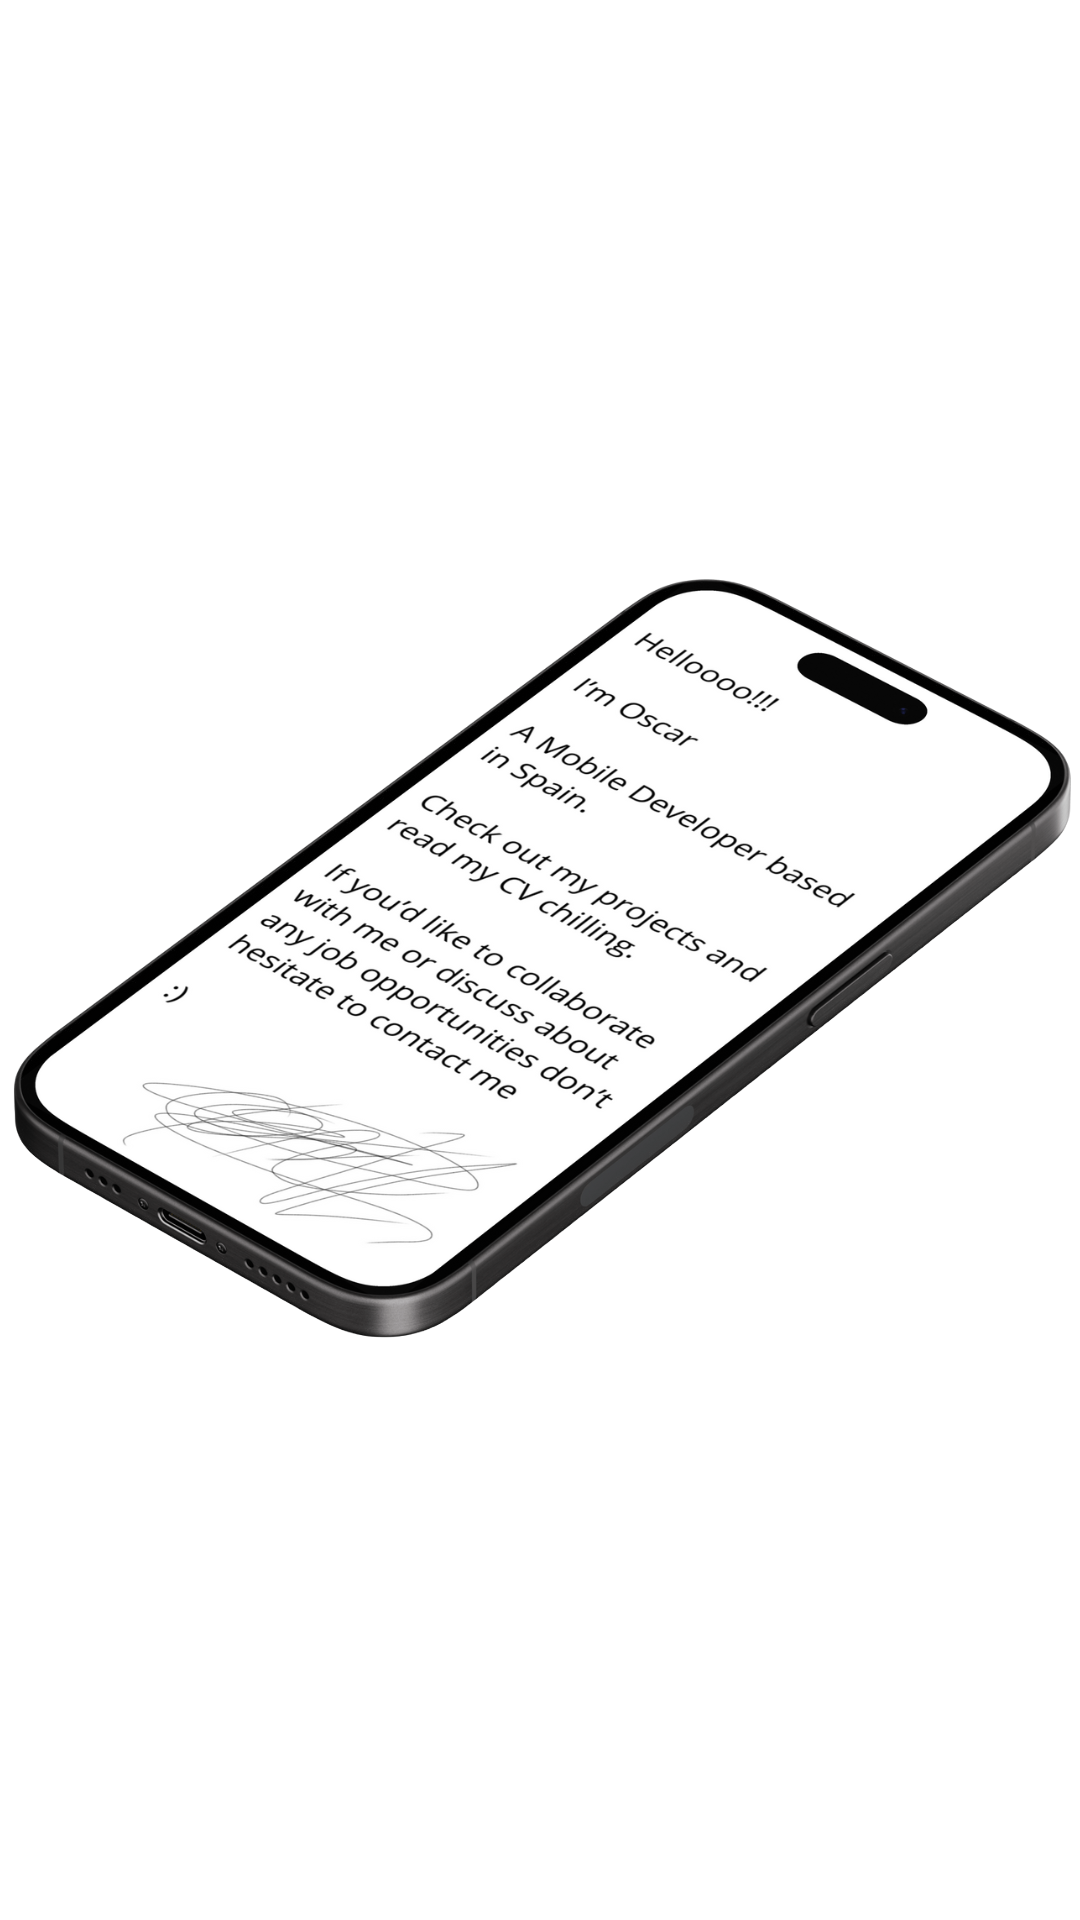 Helloooo!!!
I'm Oscar
A Mobile Developer based
in Spain.
Check out my projects and
read my CV chilling.
If you'd like to collaborate
with me or discuss about
any job opportunities don't
hesitate to contact me
:)